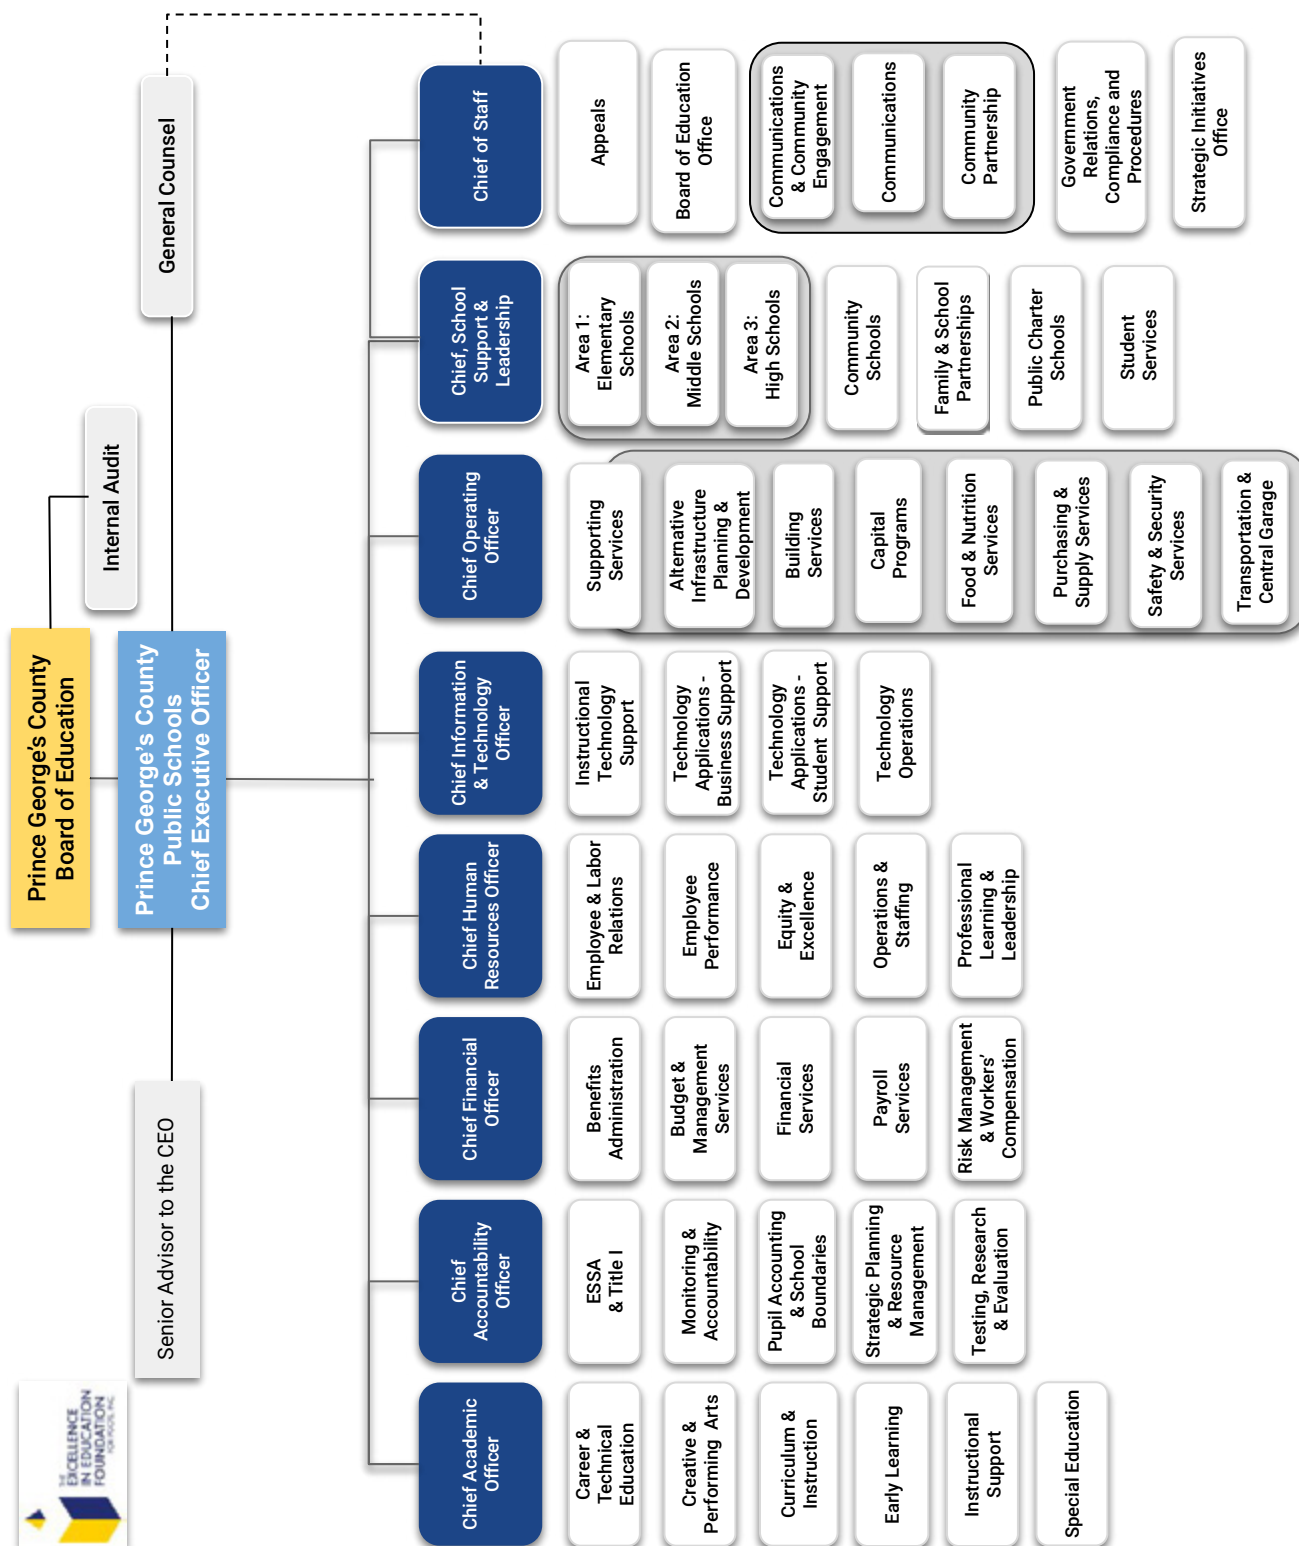 THE
EXCELLENCE
IN EDUCATION
FOUNDATION
FOR PGCPS, INC.
Prince George's County
Board of Education
Internal Audit
Prince George's County
Public Schools
Chief Executive Officer
Senior Advisor to the CEO
General Counsel
Chief Academic
Officer
Career &
Technical
Education
Creative &
Performing Arts
Curriculum &
Instruction
Early Learning
Instructional
Support
Special Education
Chief
Accountability
Officer
ESSA
& Title I
Monitoring &
Accountability
Pupil Accounting
& School
Boundaries
Strategic Planning
& Resource
Management
Testing, Research
& Evaluation
Chief Financial
Officer
Benefits
Administration
Budget &
Management
Services
Financial
Services
Payroll
Services
Risk Management
& Workers'
Compensation
Chief Human
Resources Officer
Employee & Labor
Relations
Employee
Performance
Equity &
Excellence
Operations &
Staffing
Professional
Learning &
Leadership
Chief Information
& Technology
Officer
Instructional
Technology
Support
Technology
Applications -
Business Support
Technology
Applications -
Student Support
Technology
Operations
Chief Operating
Officer
Supporting
Services
Alternative
Infrastructure
Planning &
Development
Building
Services
Capital
Programs
Food & Nutrition
Services
Purchasing &
Supply Services
Safety & Security
Services
Transportation &
Central Garage
Chief, School
Support &
Leadership
Area 1:
Elementary
Schools
Area 2:
Middle Schools
Area 3:
High Schools
Community
Schools
Family & School
Partnerships
Public Charter
Schools
Student
Services
Chief of Staff
Appeals
Board of Education
Office
Communications
& Community
Engagement
Communications
Community
Partnership
Government
Relations,
Compliance and
Procedures
Strategic Initiatives
Office